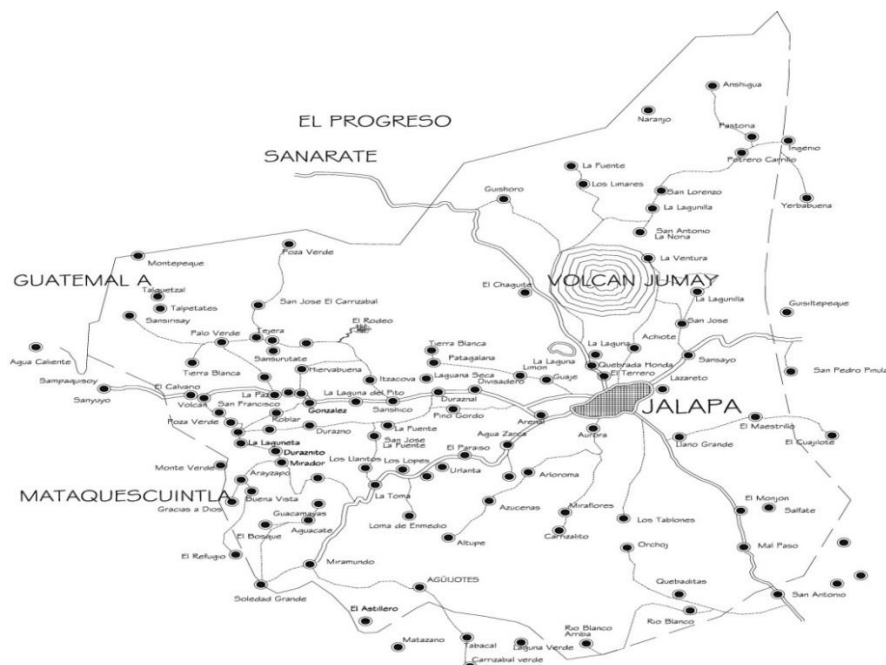 Anshigua
Naranjo
EL PROGRESO
Pastoria
Ingenio
Potrero Carrillo
SANARATE
La Fuente
Los Limares
Guishoro
San Lorenzo
Yerbabuena
La Lagunilla
San Antonio
La Noria
Poza Verde
Montepeque
La Ventura
GUATEMAL A
VOLCAN JUMAY
Talquetzal
El Chaguite
La Lagunilla
Talpetates
San Jose El Carrizabal
Sansinsay
El Rodeo
Guisiltepeque
San Jose
Palo Verde
Tejera
Achiote
Agua Caliente
Sansurutate
Tierra Blanca
La Laguna
Sansayo
Patagalana
La Laguna
Quebrada Honda
Tierra Blanca
Hiervabuena
Limon
El Terrero
San Pedro Pinula
Sampaquisoy
El Calvario
Itzacova
Laguana Seca
Guaje
Lazareto
Sanyuyo
Volcan
La Paz
La Laguna del Pito
Divisadero
Duraznal
San Francisco
Gonzalez
Sanshico
Pino Gordo
JALAPA
Poza Verde
Roblar
Durazno
La Fuente
Arenal
El Maestrillo
Agua Zarca
Aurora
La Laguneta
San Jose
La Fuente
Llano Grande
El Cuajilote
Duraznito
El Paraiso
Monte Verde
Mirador
Los Llanitos
Los Lopes
Arayzapo
Urlanta
Arloroma
MATAQUESCUINTLA
Buena Vista
La Toma
El Monjon
Gracias a Dios
Guacamayas
Azucenas
Miraflores
Salfate
El Bosque
Aguacate
Loma de Enmedio
Los Tablones
Altupe
Carrizalito
El Refugio
Orchoj
Mal Paso
Miramundo
Soledad Grande
AGÜIJOTES
Quebraditas
San Antonio
El Astillero
Rio Blanco
Rio Blanco
Arriba
Matazano
Tabacal
Laguna Verde
Carrizabal verde